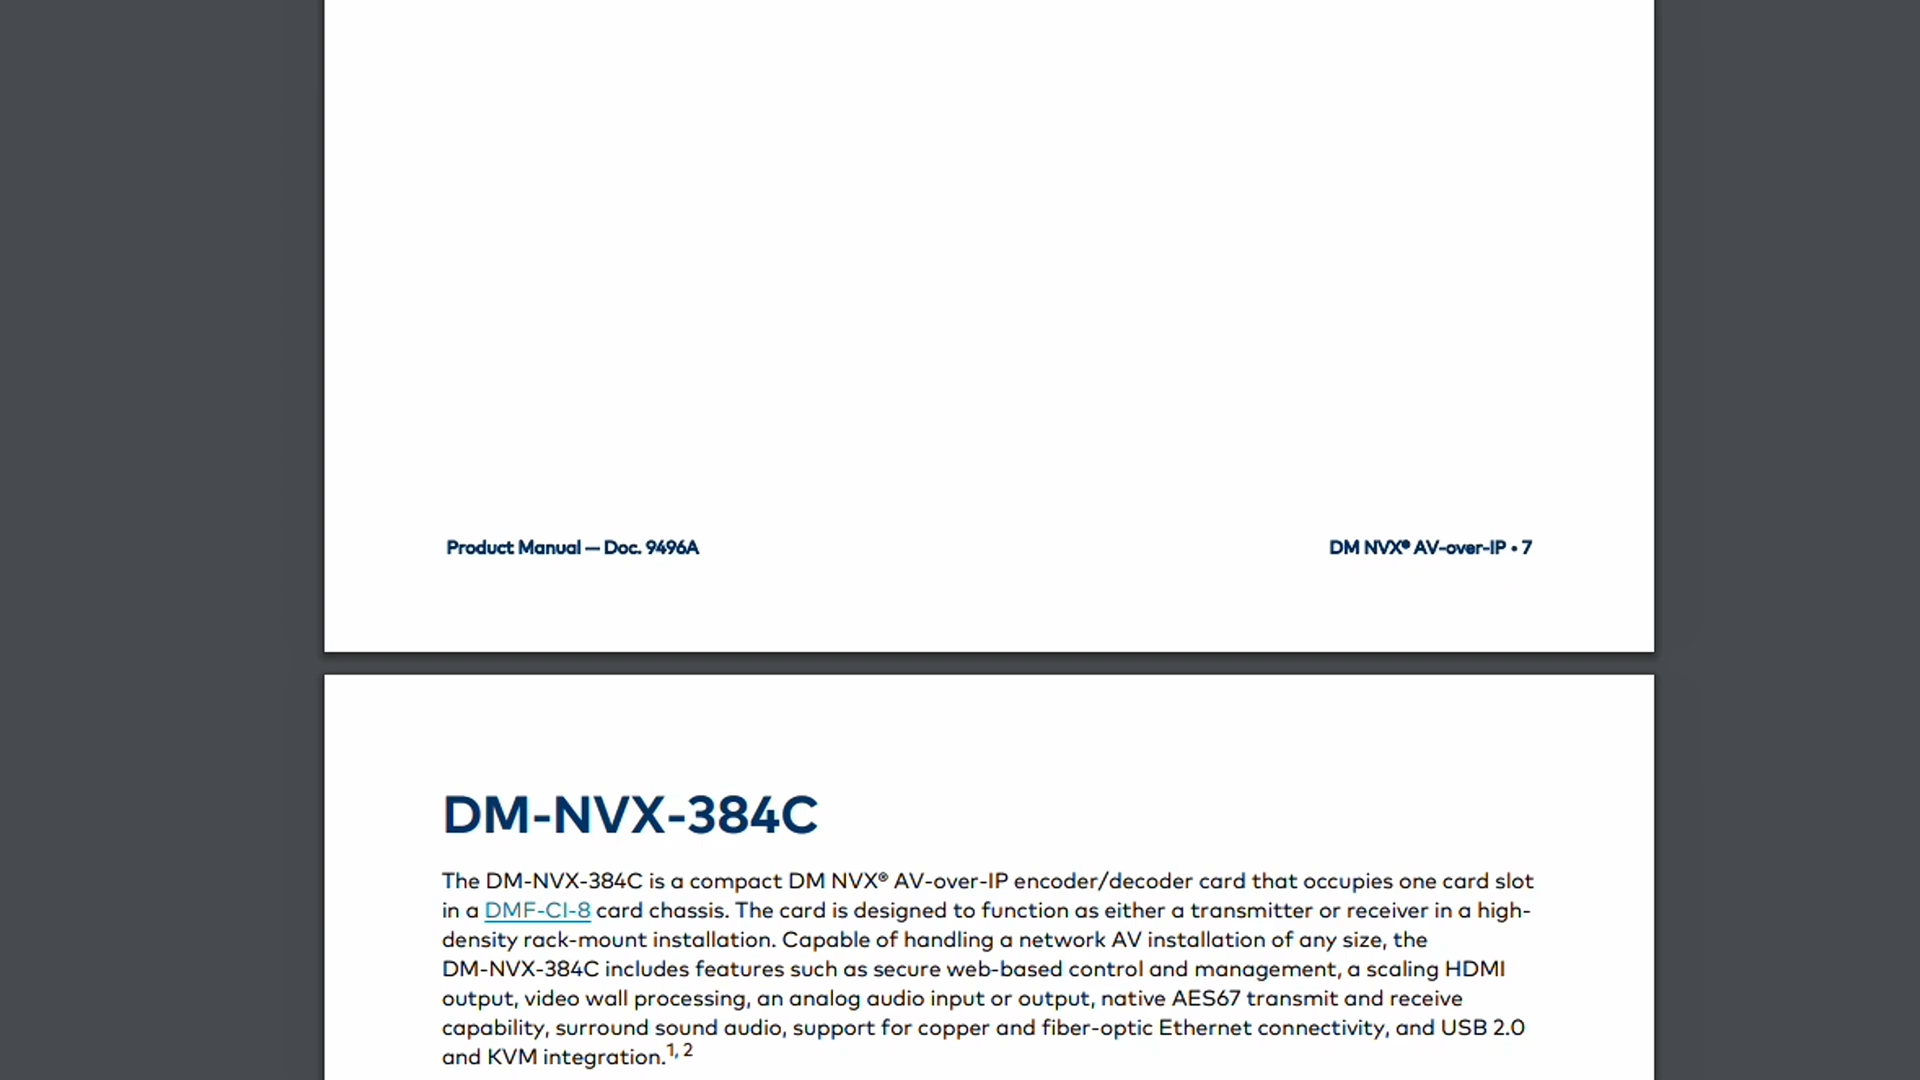 Product Manual — Doc. 9496A
DM NVX® AV-over-IP • 7
DM-NVX-384C
The DM-NVX-384C is a compact DM NVX® AV-over-IP encoder/decoder card that occupies one card slot
in a DMF-CI-8 card chassis. The card is designed to function as either a transmitter or receiver in a high-
density rack-mount installation. Capable of handling a network AV installation of any size, the
DM-NVX-384C includes features such as secure web-based control and management, a scaling HDMI
output, video wall processing, an analog audio input or output, native AES67 transmit and receive
capability, surround sound audio, support for copper and fiber-optic Ethernet connectivity, and USB 2.0
and KVM integration.1, 2